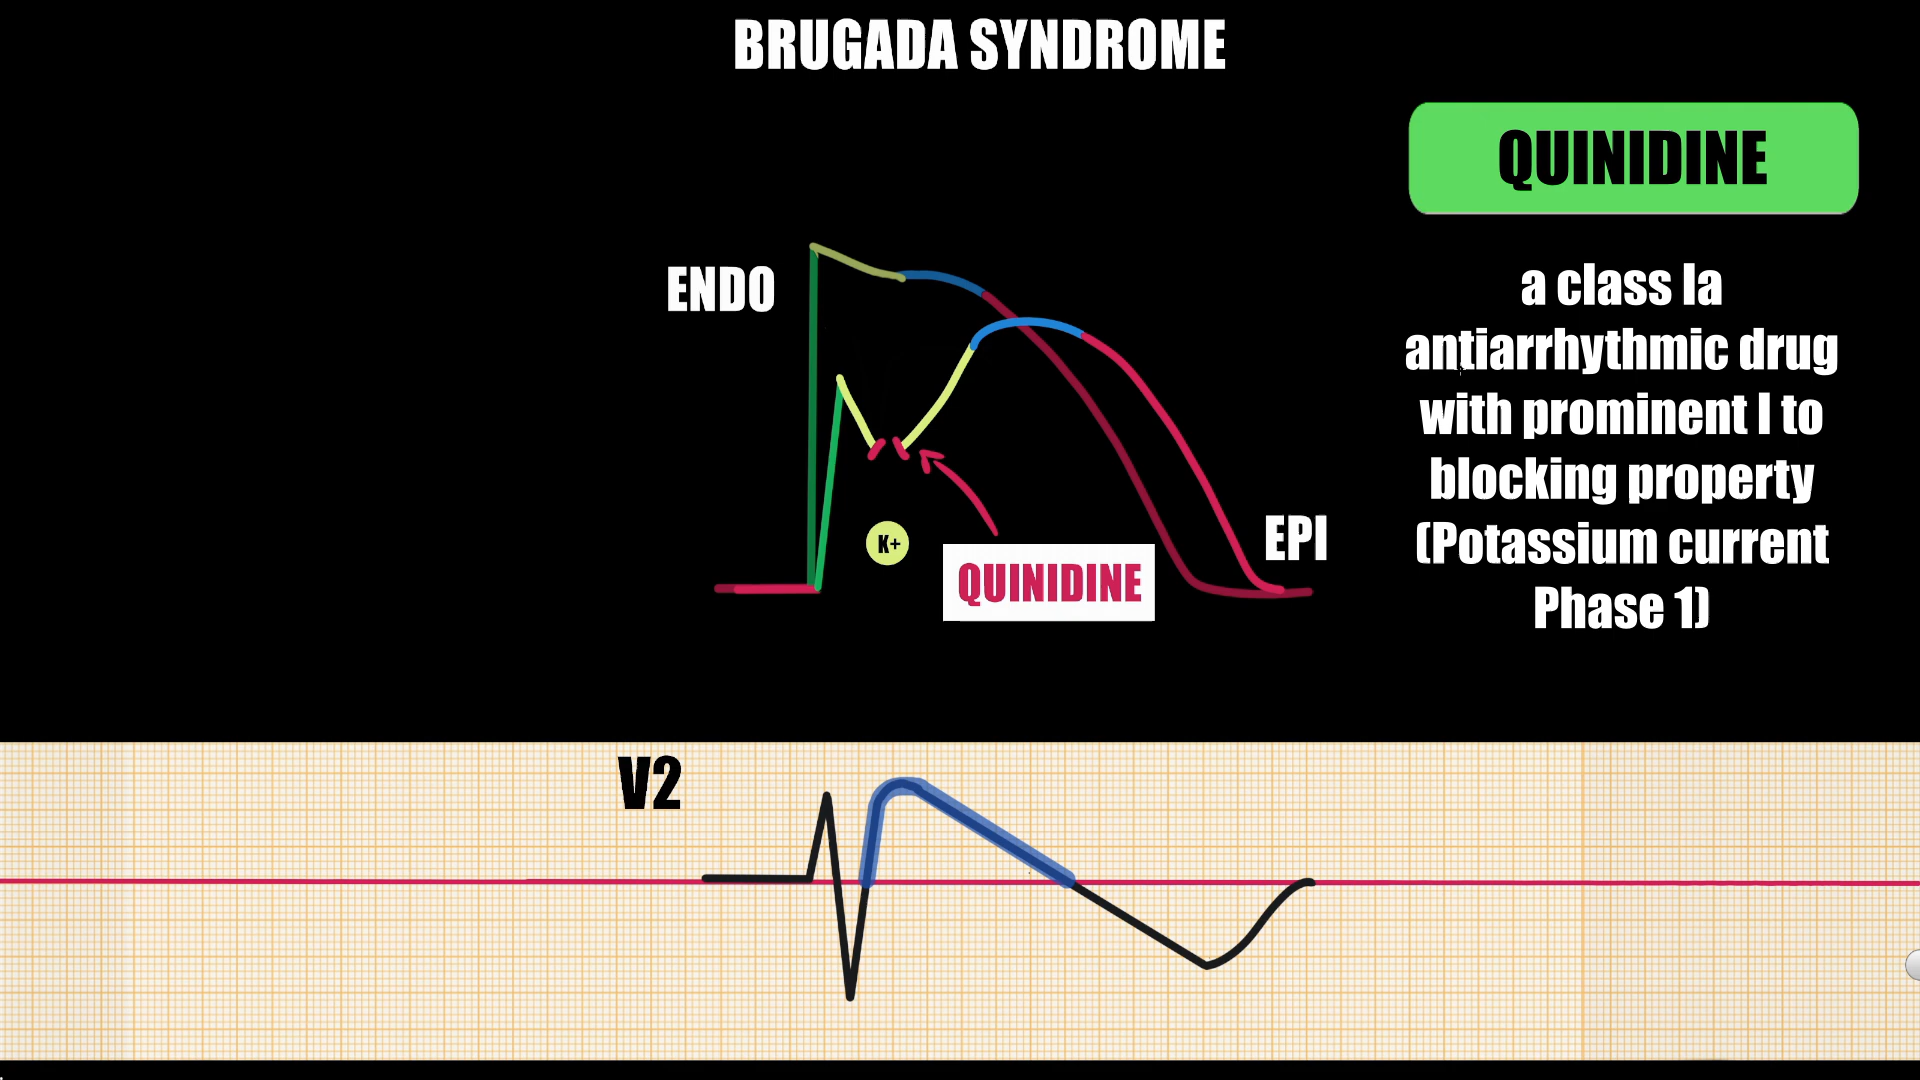 BRUGADA SYNDROME
QUINIDINE
a class Ia
antiarrhythmic drug
with prominent I to
blocking property
(Potassium current
Phase 1)
ENDO
EPI
K+
QUINIDINE
V2